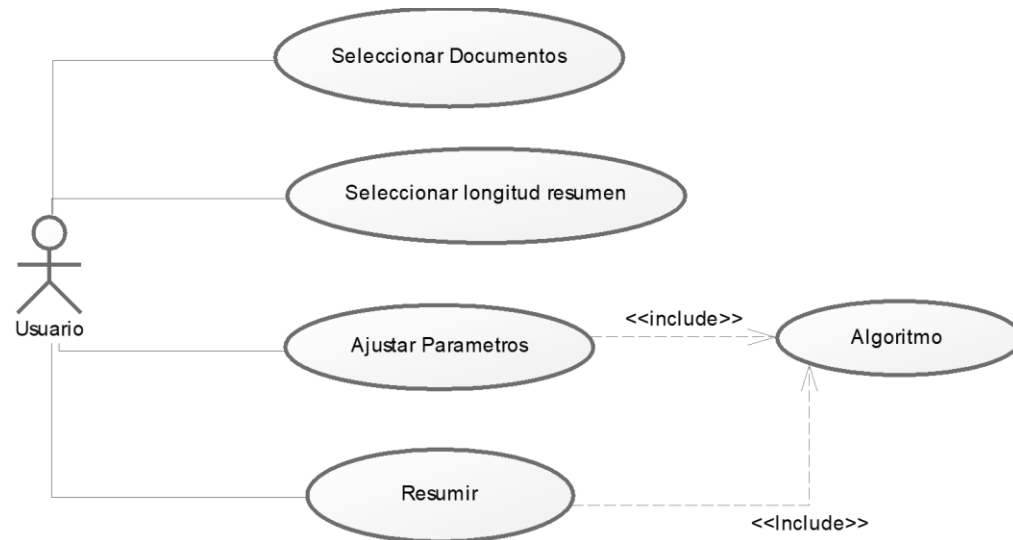 Seleccionar Documentos
Seleccionar longitud resumen
Usuario
Ajustar Parametros
<<include>>
Algoritmo
Resumir
<<Include>>